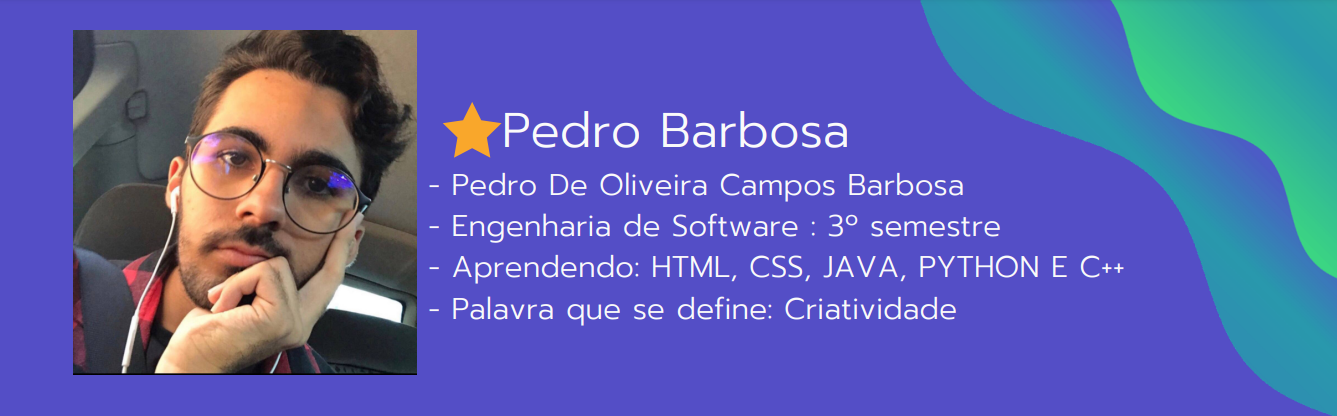 Pedro Barbosa
- Pedro De Oliveira Campos Barbosa
- Engenharia de Software : 3º semestre
- Aprendendo: HTML, CSS, JAVA, PYTHON E C++
- Palavra que se define: Criatividade